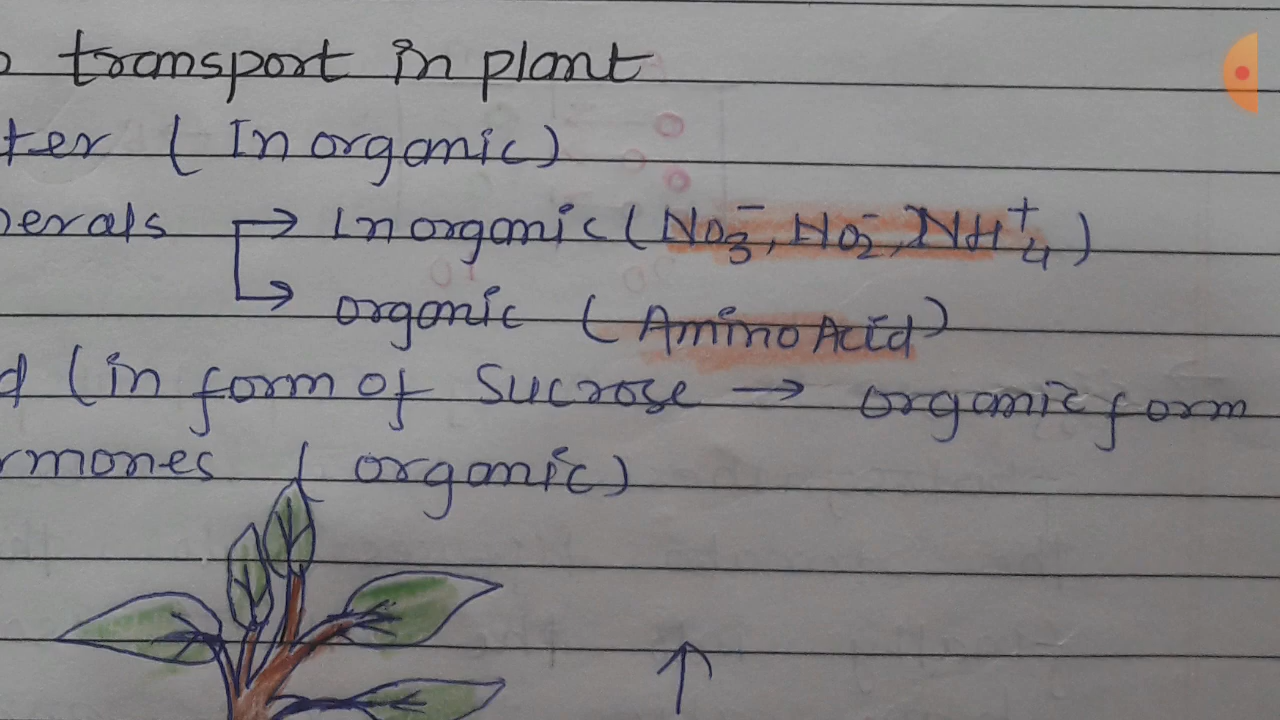 transport in plant
ter ( Inorganic)
nerals → Inorganic (NO3-, NO2-, NH4+)
→ organic (Amino Acid)
d (in form of Sucrose → organic form
rmones ( organic)